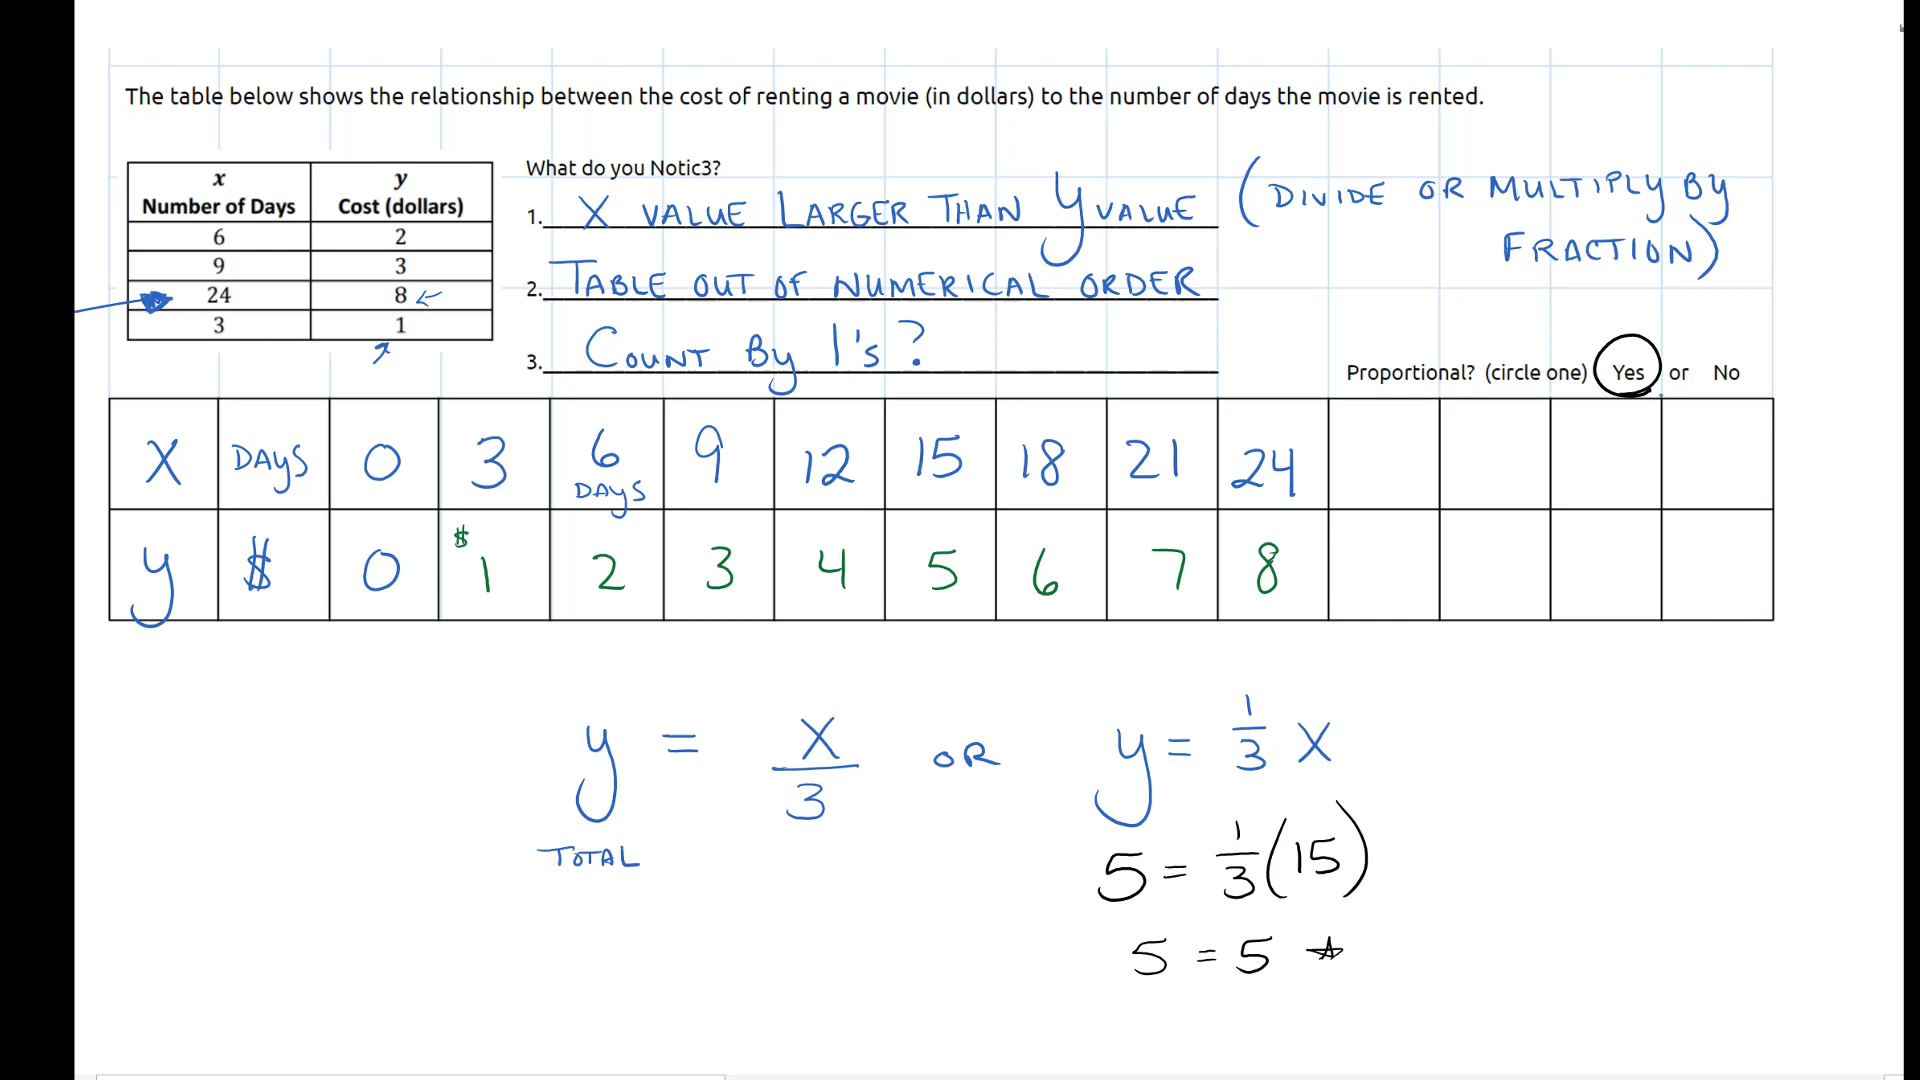 The table below shows the relationship between the cost of renting a movie (in dollars) to the number of days the movie is rented.
x y
Number of Days Cost (dollars)
6 2
9 3
24 8
3 1
What do you Notic3?
1. X VALUE LARGER THAN Y VALUE (DIVIDE OR MULTIPLY BY
FRACTION)
2. TABLE OUT OF NUMERICAL ORDER
3. COUNT BY 1's?
Proportional? (circle one) Yes or No
X DAYS 0 3 6 DAYS 9 12 15 18 21 24
y $ 0 $1 2 3 4 5 6 7 8
y = x/3 OR y = 1/3 x
TOTAL
5 = 1/3 (15)
5 = 5 ☆